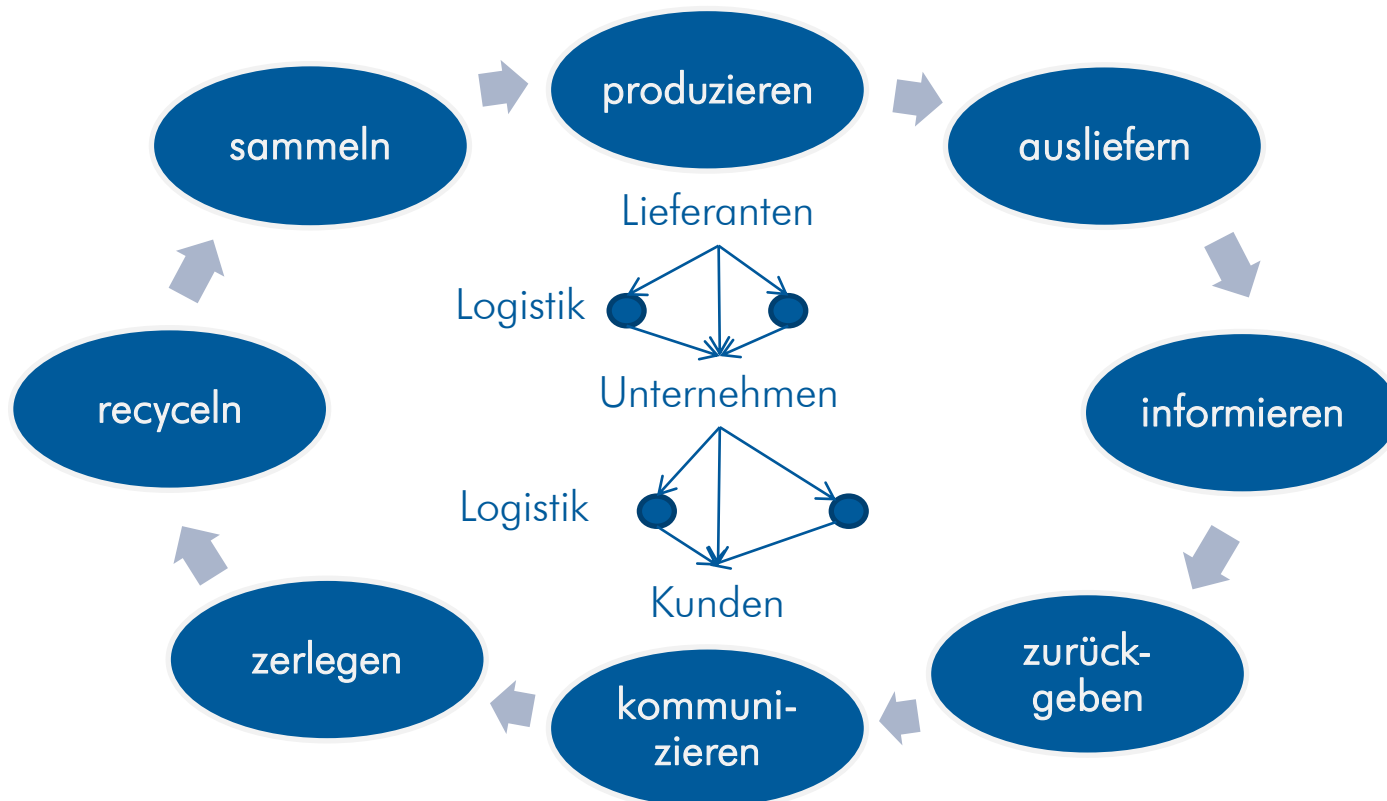 produzieren
sammeln
ausliefern
Lieferanten
Logistik
Unternehmen
recyceln
informieren
Logistik
Kunden
zerlegen
zurück-
geben
kommuni-
zieren